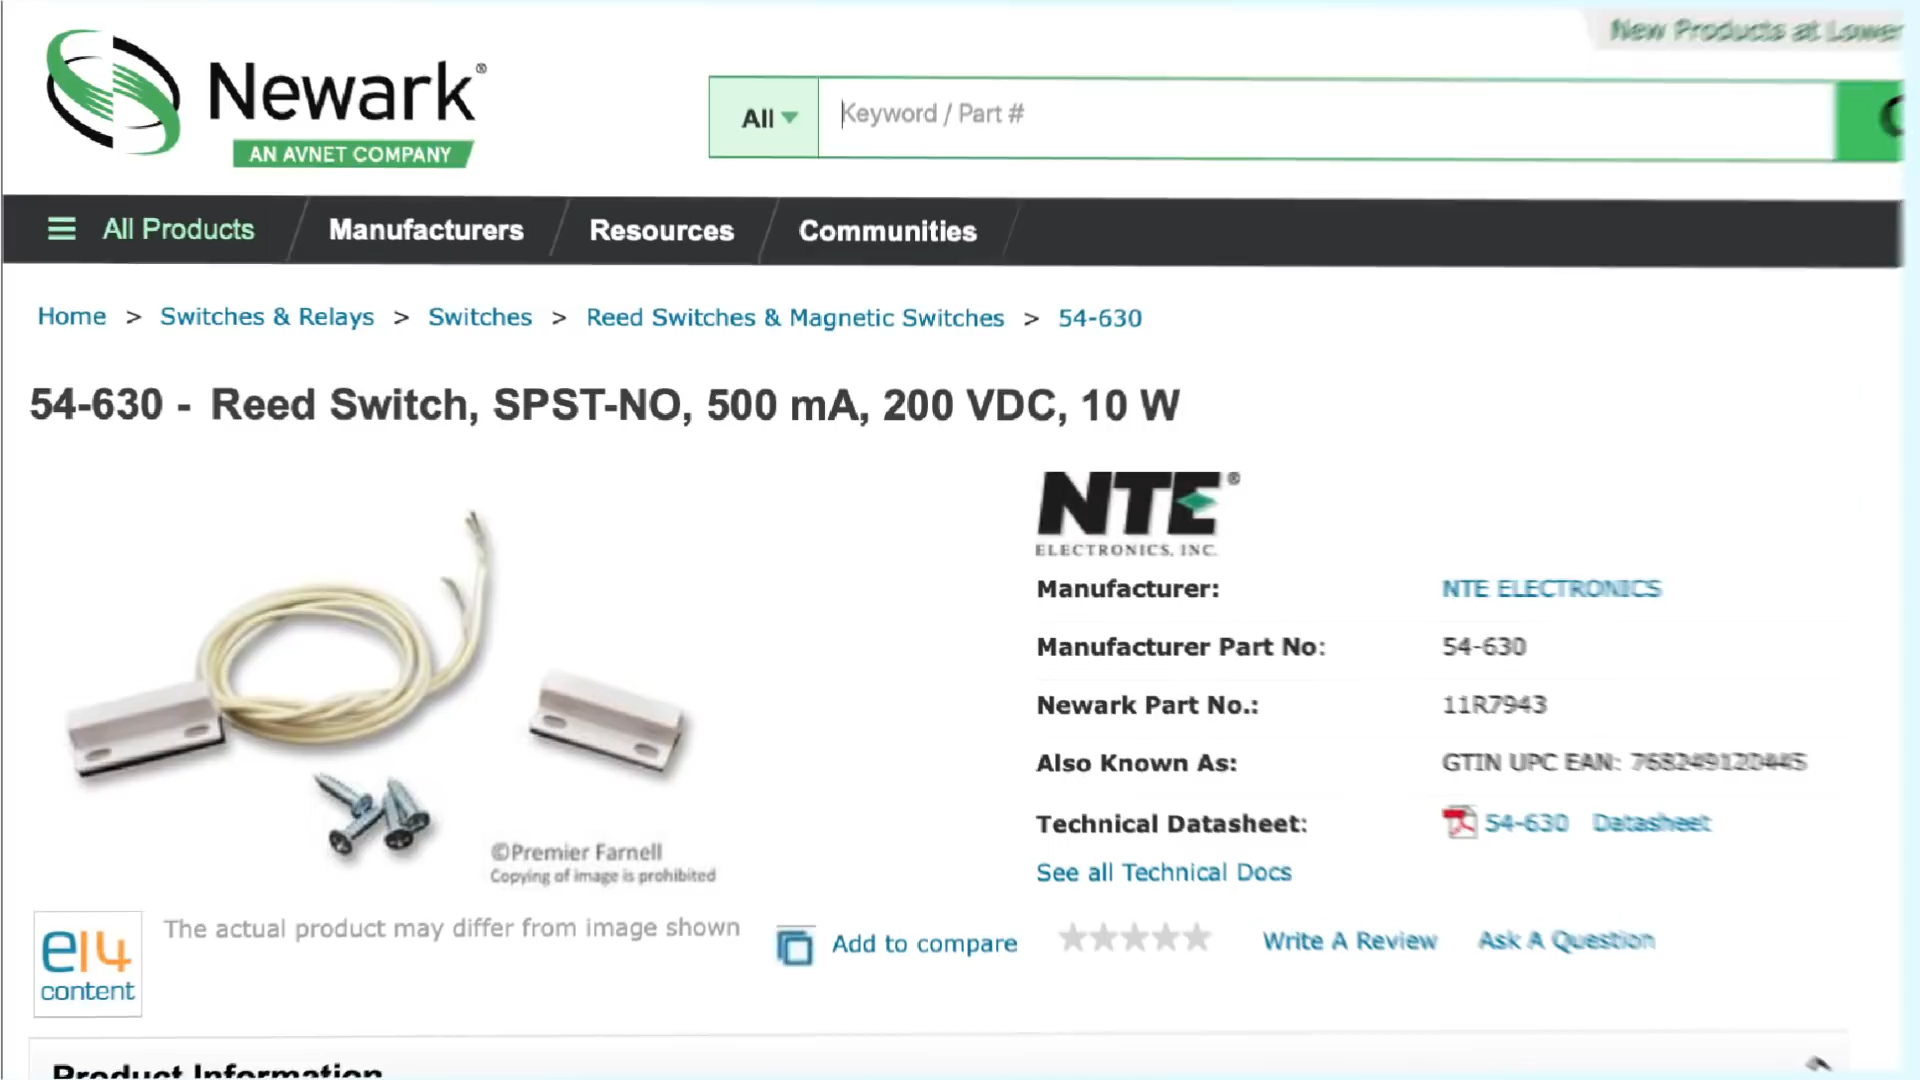 New Products at Lower
Newark®
AN AVNET COMPANY
All
Keyword / Part #
All Products
Manufacturers
Resources
Communities
Home > Switches & Relays > Switches > Reed Switches & Magnetic Switches > 54-630
54-630 - Reed Switch, SPST-NO, 500 mA, 200 VDC, 10 W
NTE®
ELECTRONICS, INC.
Manufacturer: NTE ELECTRONICS
Manufacturer Part No: 54-630
Newark Part No.: 11R7943
Also Known As: GTIN UPC EAN: 768249120445
Technical Datasheet: 54-630 Datasheet
See all Technical Docs
©Premier Farnell
Copying of image is prohibited
e14
content
The actual product may differ from image shown
Add to compare
Write A Review
Ask A Question
Product Information